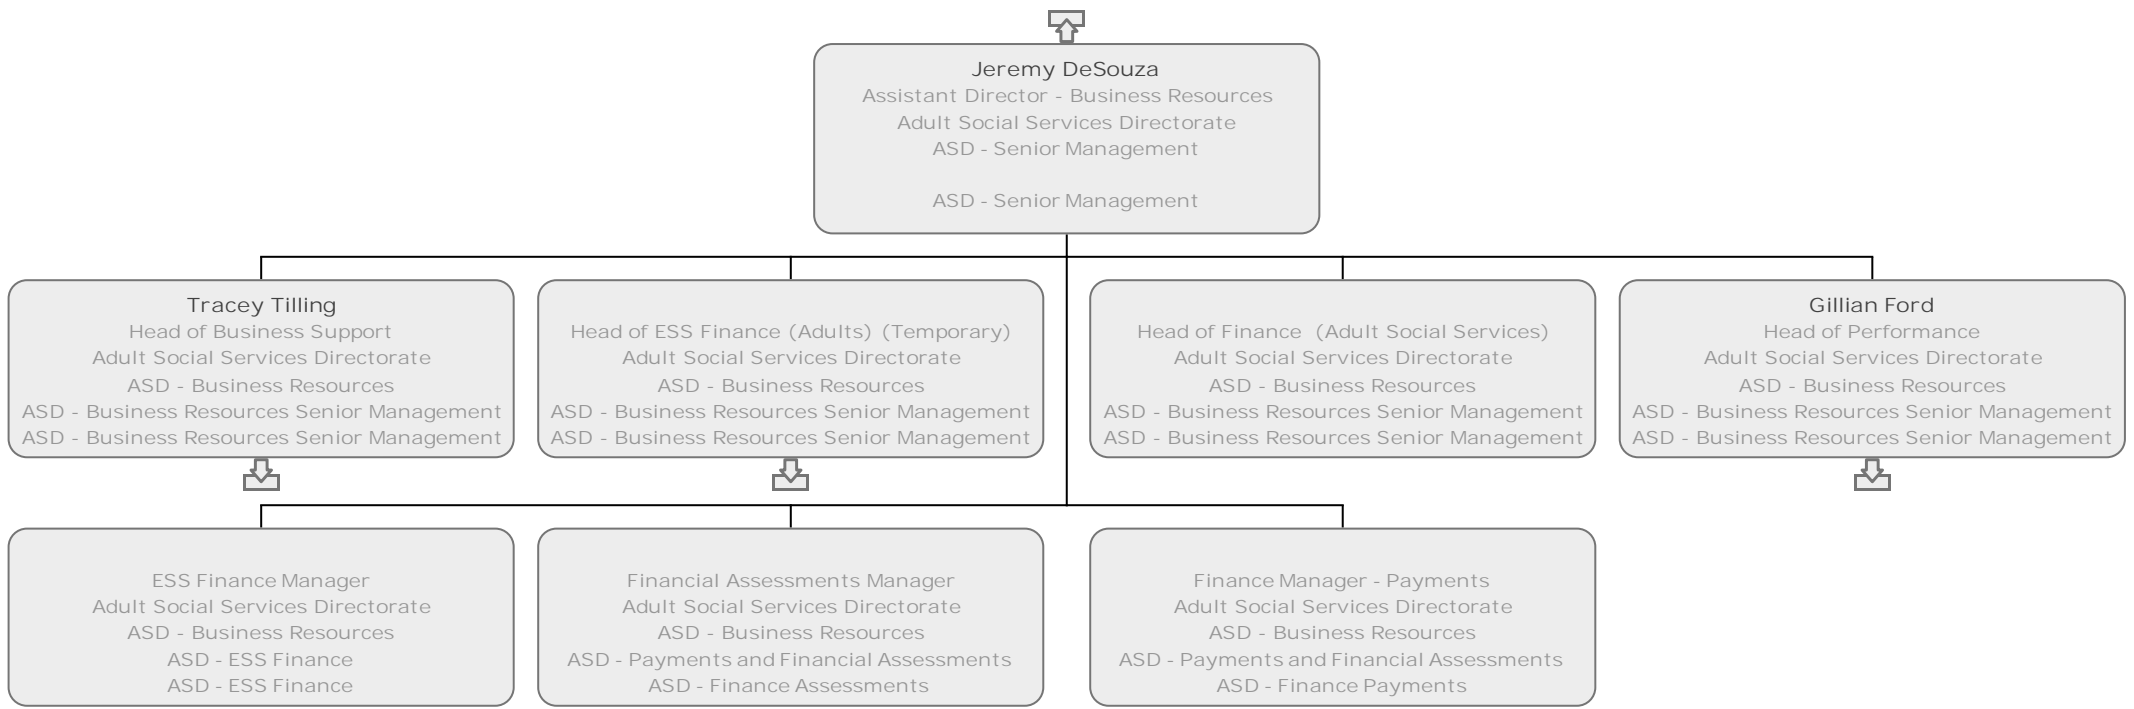 Jeremy DeSouza
Assistant Director - Business Resources
Adult Social Services Directorate
ASD - Senior Management
ASD - Senior Management
Tracey Tilling
Head of Business Support
Adult Social Services Directorate
ASD - Business Resources
ASD - Business Resources Senior Management
ASD - Business Resources Senior Management
Head of ESS Finance (Adults) (Temporary)
Adult Social Services Directorate
ASD - Business Resources
ASD - Business Resources Senior Management
ASD - Business Resources Senior Management
Head of Finance (Adult Social Services)
Adult Social Services Directorate
ASD - Business Resources
ASD - Business Resources Senior Management
ASD - Business Resources Senior Management
Gillian Ford
Head of Performance
Adult Social Services Directorate
ASD - Business Resources
ASD - Business Resources Senior Management
ASD - Business Resources Senior Management
ESS Finance Manager
Adult Social Services Directorate
ASD - Business Resources
ASD - ESS Finance
ASD - ESS Finance
Financial Assessments Manager
Adult Social Services Directorate
ASD - Business Resources
ASD - Payments and Financial Assessments
ASD - Finance Assessments
Finance Manager - Payments
Adult Social Services Directorate
ASD - Business Resources
ASD - Payments and Financial Assessments
ASD - Finance Payments